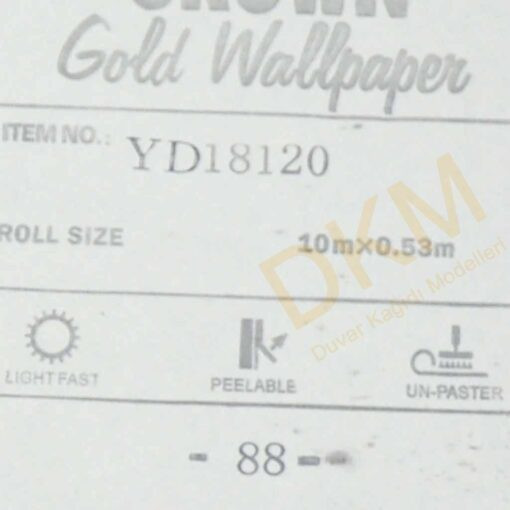 CROWN
Gold Wallpaper
ITEM NO.: YD18120
ROLL SIZE 10m×0.53m
DKM
Duvar Kağıdı Modelleri
LIGHT FAST PEELABLE UN-PASTER
- 88 -